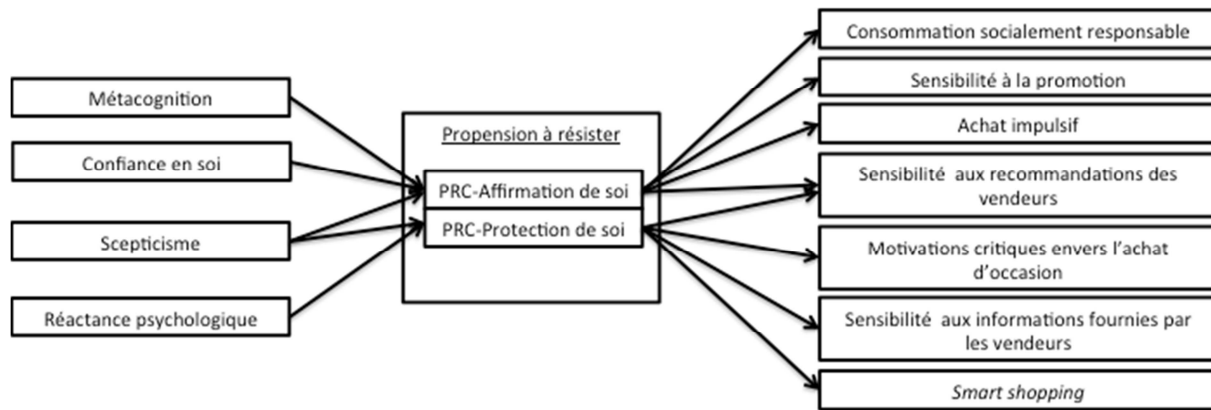 Métacognition
Confiance en soi
Scepticisme
Réactance psychologique
Propension à résister
PRC-Affirmation de soi
PRC-Protection de soi
Consommation socialement responsable
Sensibilité à la promotion
Achat impulsif
Sensibilité aux recommandations des
vendeurs
Motivations critiques envers l'achat
d'occasion
Sensibilité aux informations fournies par
les vendeurs
Smart shopping